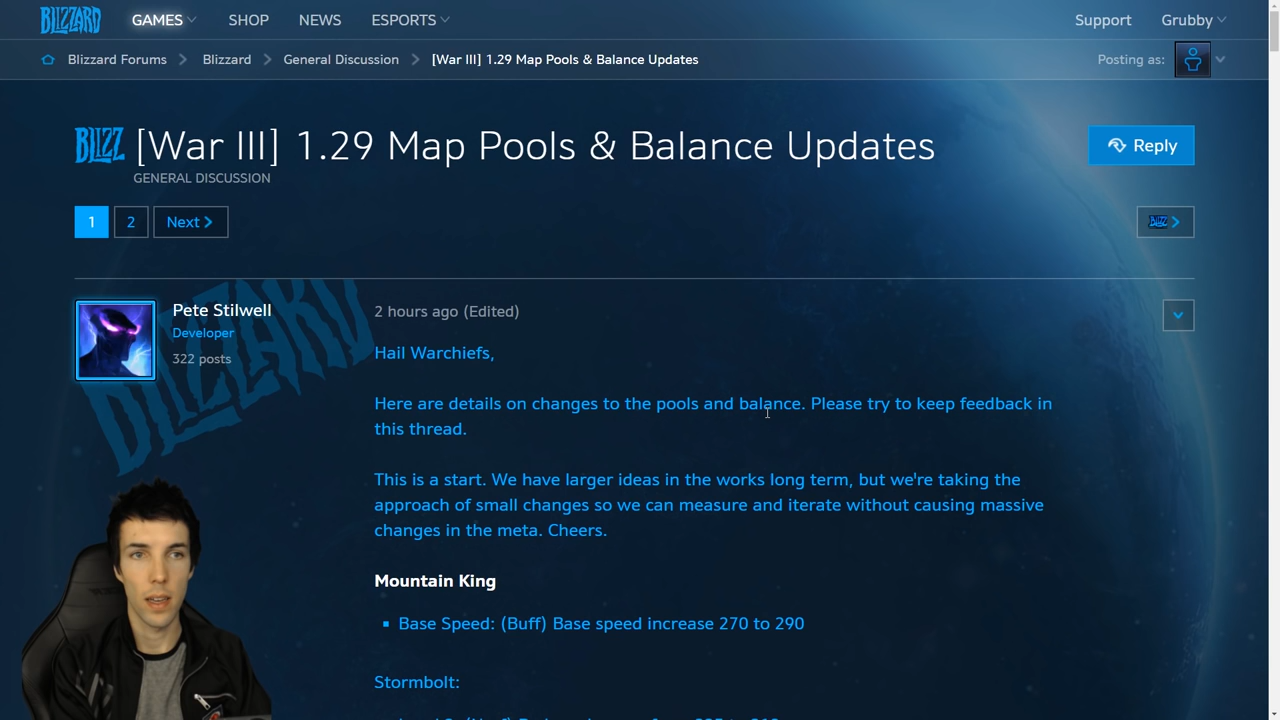 BLIZZARD GAMES SHOP NEWS ESPORTS Support Grubby
Blizzard Forums Blizzard General Discussion [War III] 1.29 Map Pools & Balance Updates Posting as:
BLIZZ [War III] 1.29 Map Pools & Balance Updates Reply
GENERAL DISCUSSION
1 2 Next BLIZZ
BLIZZARD
Pete Stilwell 2 hours ago (Edited)
Developer
322 posts
Hail Warchiefs,
Here are details on changes to the pools and balance. Please try to keep feedback in
this thread.
This is a start. We have larger ideas in the works long term, but we're taking the
approach of small changes so we can measure and iterate without causing massive
changes in the meta. Cheers.
Mountain King
Base Speed: (Buff) Base speed increase 270 to 290
Stormbolt: